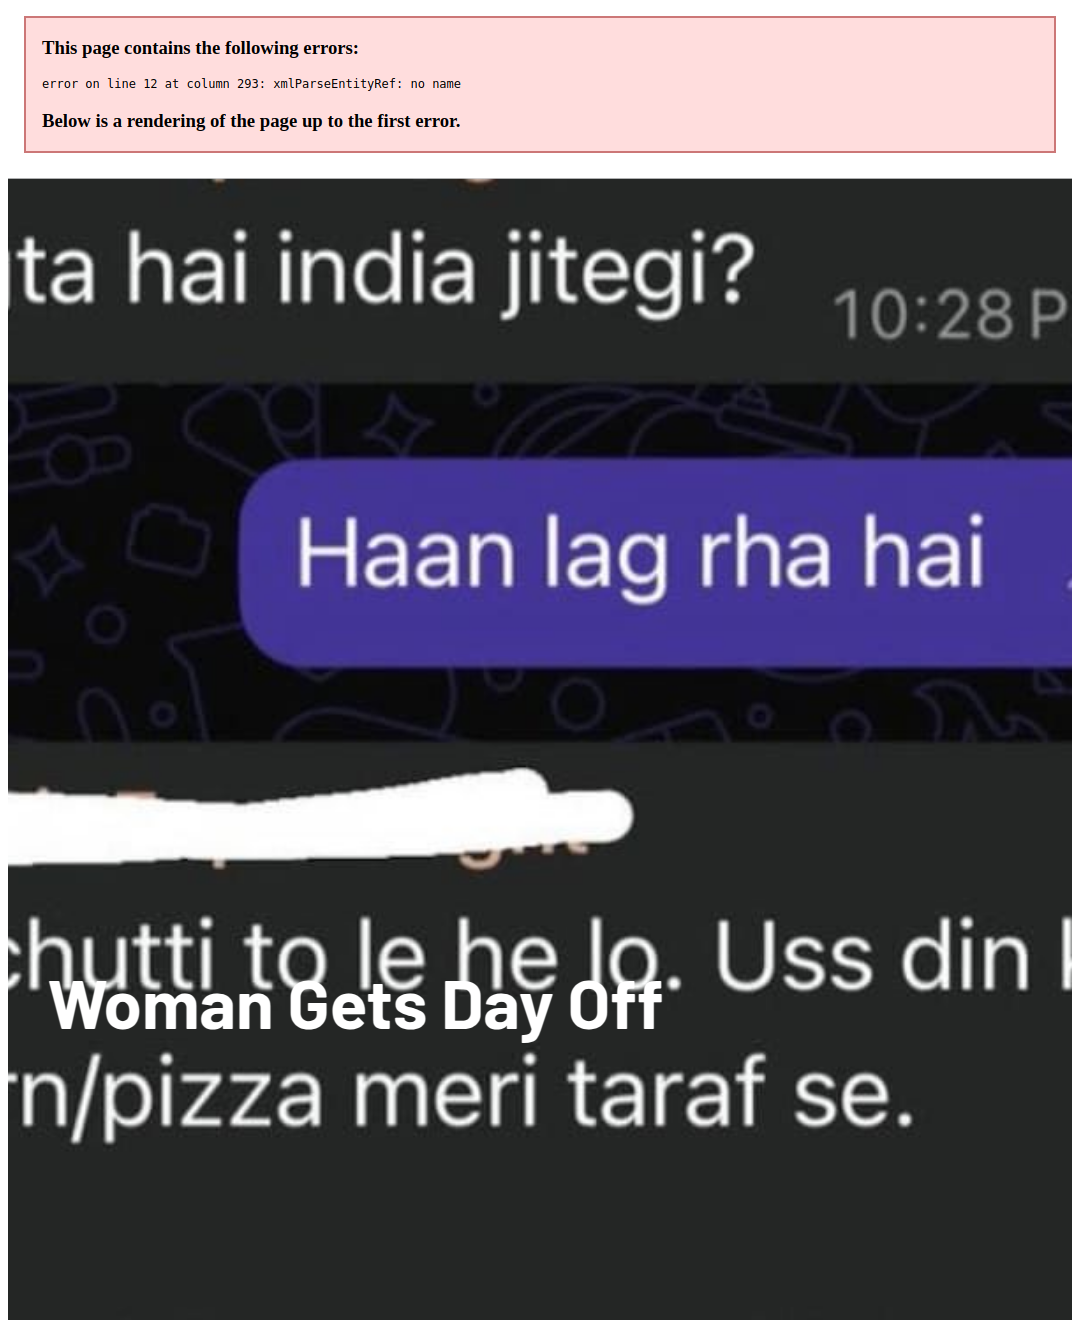 This page contains the following errors:
error on line 12 at column 293: xmlParseEntityRef: no name
Below is a rendering of the page up to the first error.
hai india jitegi?
10:28
Haan lag rha hai
to le he lo. Uss din
Woman Gets Day Off
/pizza meri taraf se.